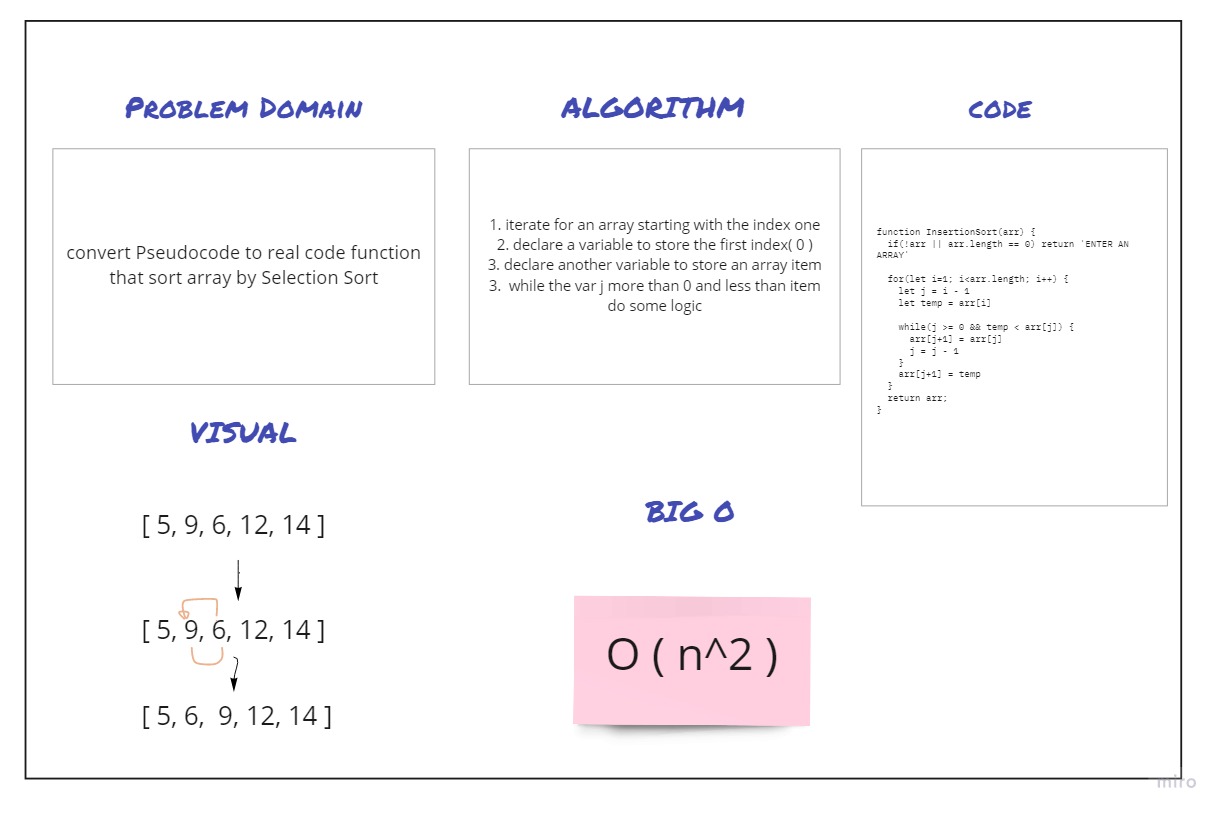 PROBLEM DOMAIN
convert Pseudocode to real code function
that sort array by Selection Sort
ALGORITHM
1. iterate for an array starting with the index one
2. declare a variable to store the first index( 0 )
3. declare another variable to store an array item
3.  while the var j more than 0 and less than item
do some logic
CODE
function InsertionSort(arr) {
  if(!arr || arr.length == 0) return 'ENTER AN
ARRAY'
  for(let i=1; i<arr.length; i++) {
    let j = i - 1
    let temp = arr[i]
    while(j >= 0 && temp < arr[j]) {
      arr[j+1] = arr[j]
      j = j - 1
    }
    arr[j+1] = temp
  }
  return arr;
}
VISUAL
[ 5, 9, 6, 12, 14 ]
[ 5, 9, 6, 12, 14 ]
[ 5, 6,  9, 12, 14 ]
BIG O
O ( n^2 )
miro